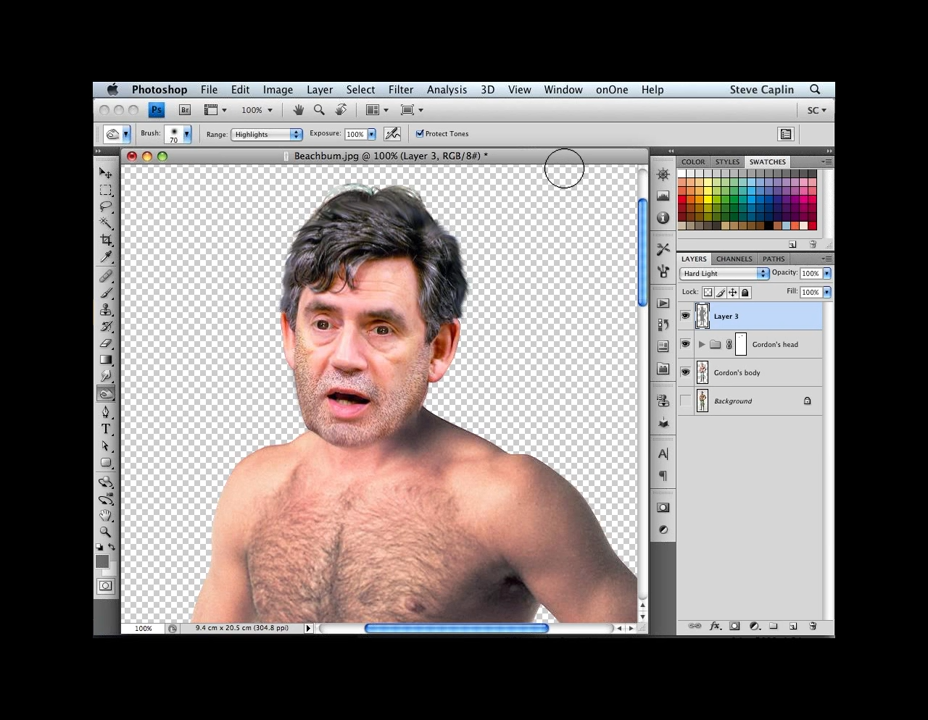 Photoshop File Edit Image Layer Select Filter Analysis 3D View Window onOne Help Steve Caplin
Ps Br 100% SC
Brush: 70 Range: Highlights Exposure: 100% Protect Tones
Beachbum.jpg @ 100% (Layer 3, RGB/8#) *
COLOR STYLES SWATCHES
LAYERS CHANNELS PATHS
Hard Light Opacity: 100%
Lock: Fill: 100%
Layer 3
Gordon's head
Gordon's body
Background
T
A
fx
100% 9.4 cm x 20.5 cm (304.8 ppi)